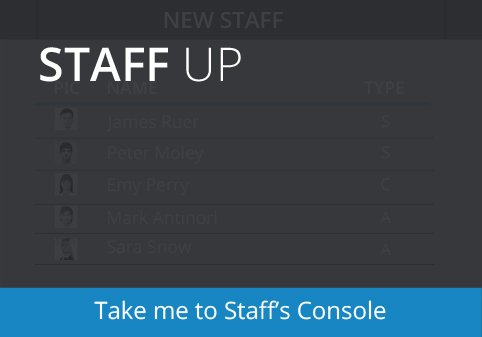 NEW STAFF
STAFF UP
PIC NAME TYPE
James Ruer S
Peter Moley S
Emy Perry C
Mark Antinori A
Sara Snow A
Take me to Staff's Console